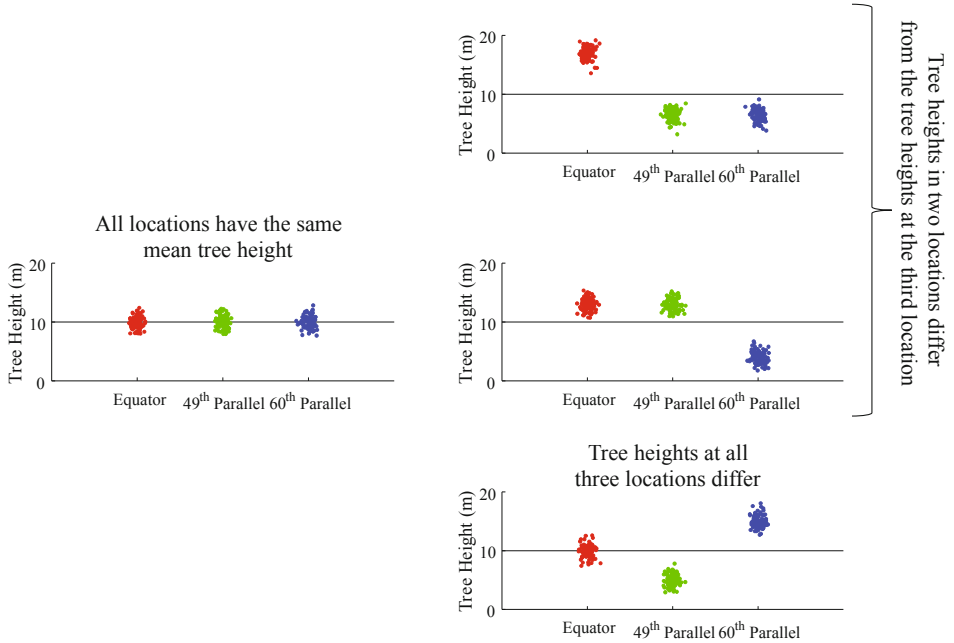 20
10
0
Tree Height (m)
Equator
49th Parallel
60th Parallel
Tree heights in two locations differ
from the tree heights at the third location
All locations have the same
mean tree height
20
10
0
Tree Height (m)
Equator
49th Parallel
60th Parallel
20
10
0
Tree Height (m)
Equator
49th Parallel
60th Parallel
Tree heights at all
three locations differ
20
10
0
Tree Height (m)
Equator
49th Parallel
60th Parallel